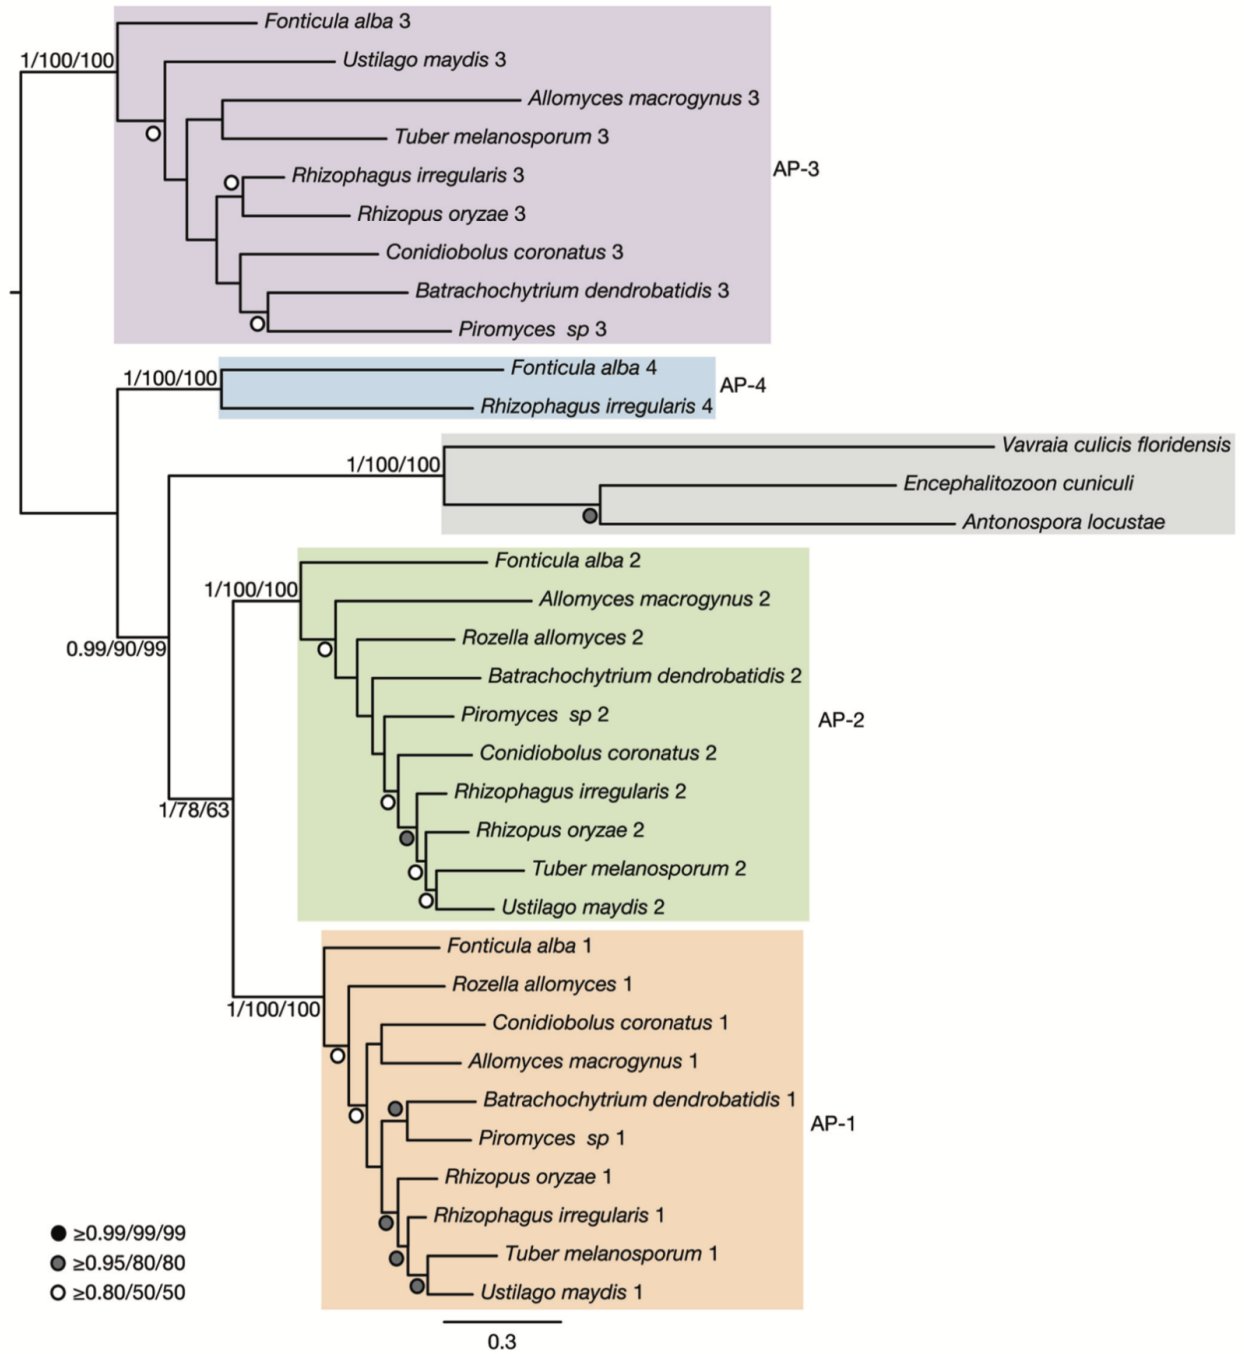 Fonticula alba 3
1/100/100
Ustilago maydis 3
Allomyces macrogynus 3
Tuber melanosporum 3
AP-3
Rhizophagus irregularis 3
Rhizopus oryzae 3
Conidiobolus coronatus 3
Batrachochytrium dendrobatidis 3
Piromyces sp 3
Fonticula alba 4
1/100/100
AP-4
Rhizophagus irregularis 4
Vavraia culicis floridensis
1/100/100
Encephalitozoon cuniculi
Antonospora locustae
Fonticula alba 2
1/100/100
Allomyces macrogynus 2
Rozella allomyces 2
0.99/90/99
Batrachochytrium dendrobatidis 2
Piromyces sp 2
AP-2
Conidiobolus coronatus 2
Rhizophagus irregularis 2
1/78/63
Rhizopus oryzae 2
Tuber melanosporum 2
Ustilago maydis 2
Fonticula alba 1
Rozella allomyces 1
1/100/100
Conidiobolus coronatus 1
Allomyces macrogynus 1
Batrachochytrium dendrobatidis 1
AP-1
Piromyces sp 1
Rhizopus oryzae 1
Rhizophagus irregularis 1
Tuber melanosporum 1
Ustilago maydis 1
≥0.99/99/99
≥0.95/80/80
≥0.80/50/50
0.3